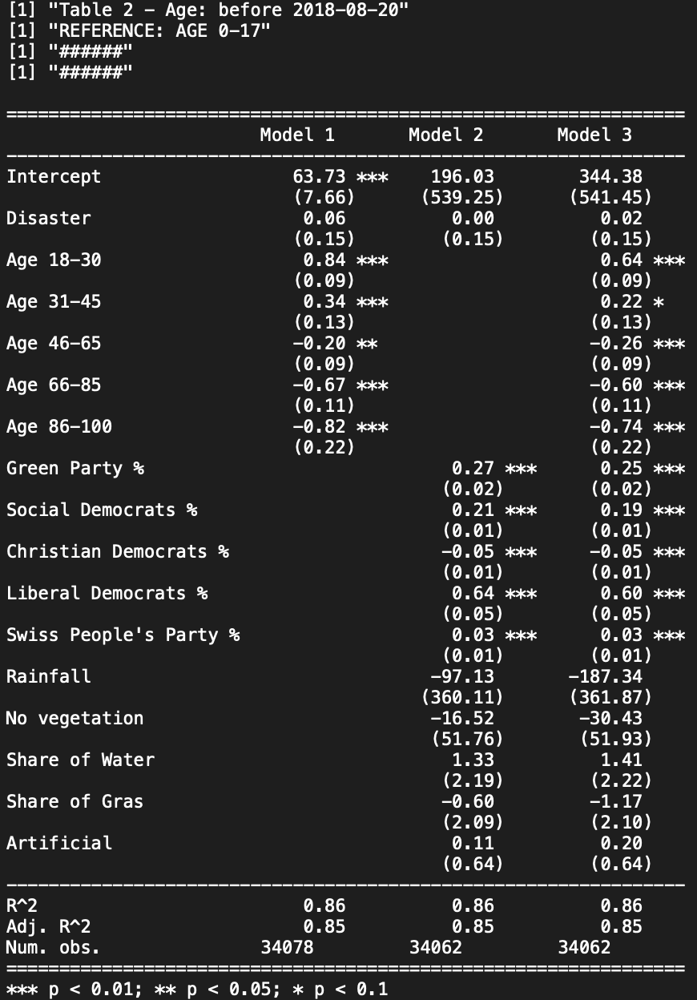 [1] "Table 2 - Age: before 2018-08-20"
[1] "REFERENCE: AGE 0-17"
[1] "######"
[1] "######"
================================================================
                        Model 1       Model 2       Model 3
----------------------------------------------------------------
Intercept                  63.73 ***    196.03        344.38
                           (7.66)      (539.25)      (541.45)
Disaster                    0.06          0.00          0.02
                           (0.15)        (0.15)        (0.15)
Age 18-30                   0.84 ***                    0.64 ***
                           (0.09)                      (0.09)
Age 31-45                   0.34 ***                    0.22 *
                           (0.13)                      (0.13)
Age 46-65                  -0.20 **                    -0.26 ***
                           (0.09)                      (0.09)
Age 66-85                  -0.67 ***                   -0.60 ***
                           (0.11)                      (0.11)
Age 86-100                 -0.82 ***                   -0.74 ***
                           (0.22)                      (0.22)
Green Party %                             0.27 ***      0.25 ***
                                         (0.02)        (0.02)
Social Democrats %                        0.21 ***      0.19 ***
                                         (0.01)        (0.01)
Christian Democrats %                    -0.05 ***     -0.05 ***
                                         (0.01)        (0.01)
Liberal Democrats %                       0.64 ***      0.60 ***
                                         (0.05)        (0.05)
Swiss People's Party %                    0.03 ***      0.03 ***
                                         (0.01)        (0.01)
Rainfall                                -97.13       -187.34
                                       (360.11)      (361.87)
No vegetation                           -16.52        -30.43
                                        (51.76)       (51.93)
Share of Water                            1.33          1.41
                                         (2.19)        (2.22)
Share of Gras                            -0.60         -1.17
                                         (2.09)        (2.10)
Artificial                                0.11          0.20
                                         (0.64)        (0.64)
----------------------------------------------------------------
R^2                         0.86          0.86          0.86
Adj. R^2                    0.85          0.85          0.85
Num. obs.               34078         34062         34062
================================================================
*** p < 0.01; ** p < 0.05; * p < 0.1